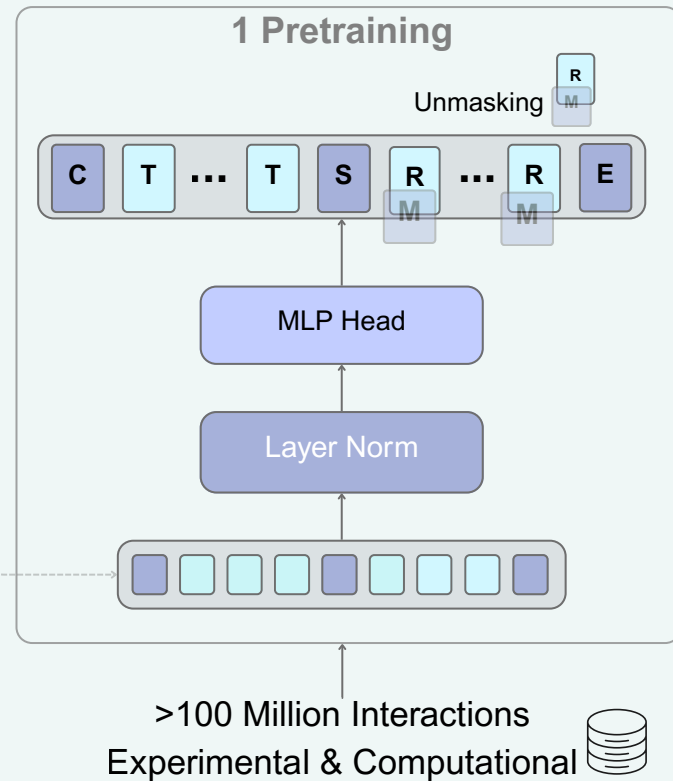 1 Pretraining
R
Unmasking M
C T ... T S R ... R E
M M
MLP Head
Layer Norm
>100 Million Interactions
Experimental & Computational